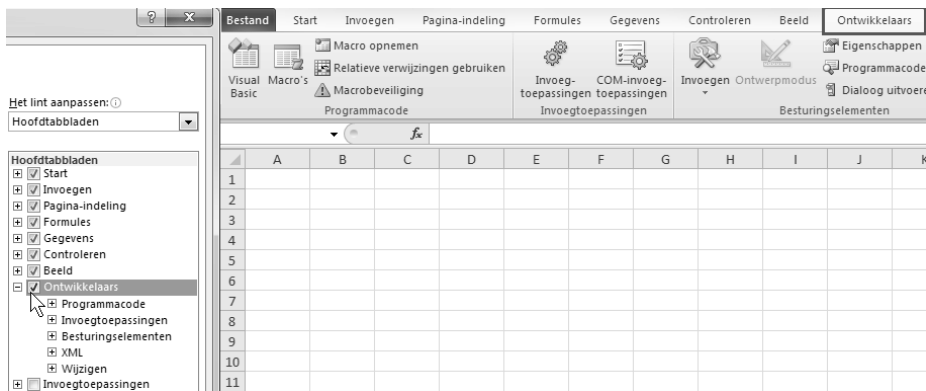 Het lint aanpassen:
Hoofdtabbladen
Hoofdtabbladen
Start
Invoegen
Pagina-indeling
Formules
Gegevens
Controleren
Beeld
Ontwikkelaars
Programmacode
Invoegtoepassingen
Besturingselementen
XML
Wijzigen
Invoegtoepassingen
Bestand Start Invoegen Pagina-indeling Formules Gegevens Controleren Beeld Ontwikkelaars
Visual Basic
Macro's
Macro opnemen
Relatieve verwijzingen gebruiken
Macrobeveiliging
Programmacode
Invoeg-
toepassingen
COM-invoeg-
toepassingen
Invoegtoepassingen
Invoegen
Ontwerpmodus
Eigenschappen
Programmacode
Dialoog uitvoere
Besturingselementen
fx
A B C D E F G H I J K
1
2
3
4
5
6
7
8
9
10
11